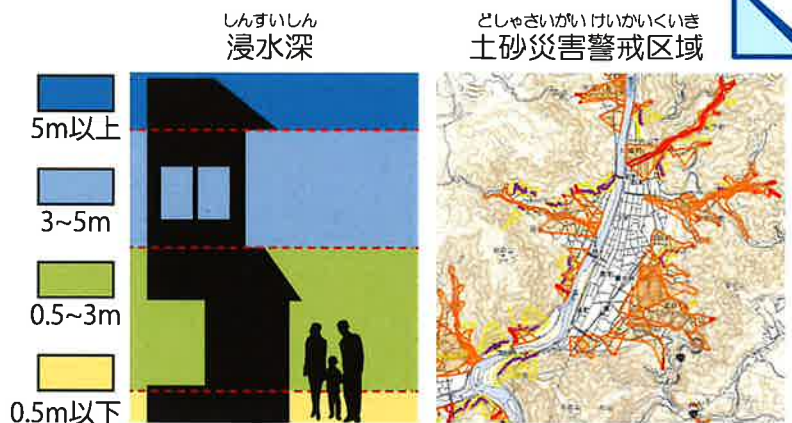 しんすいしん
浸水深
5m以上
3~5m
0.5~3m
0.5m以下
どしゃさいがい けいかいくいき
土砂災害警戒区域